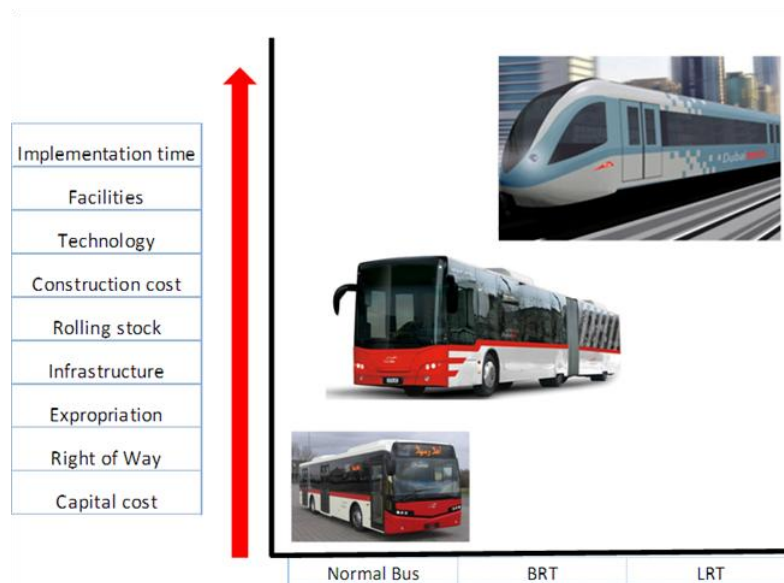 Implementation time
Facilities
Technology
Construction cost
Rolling stock
Infrastructure
Expropriation
Right of Way
Capital cost
Dubai
Normal Bus
BRT
LRT